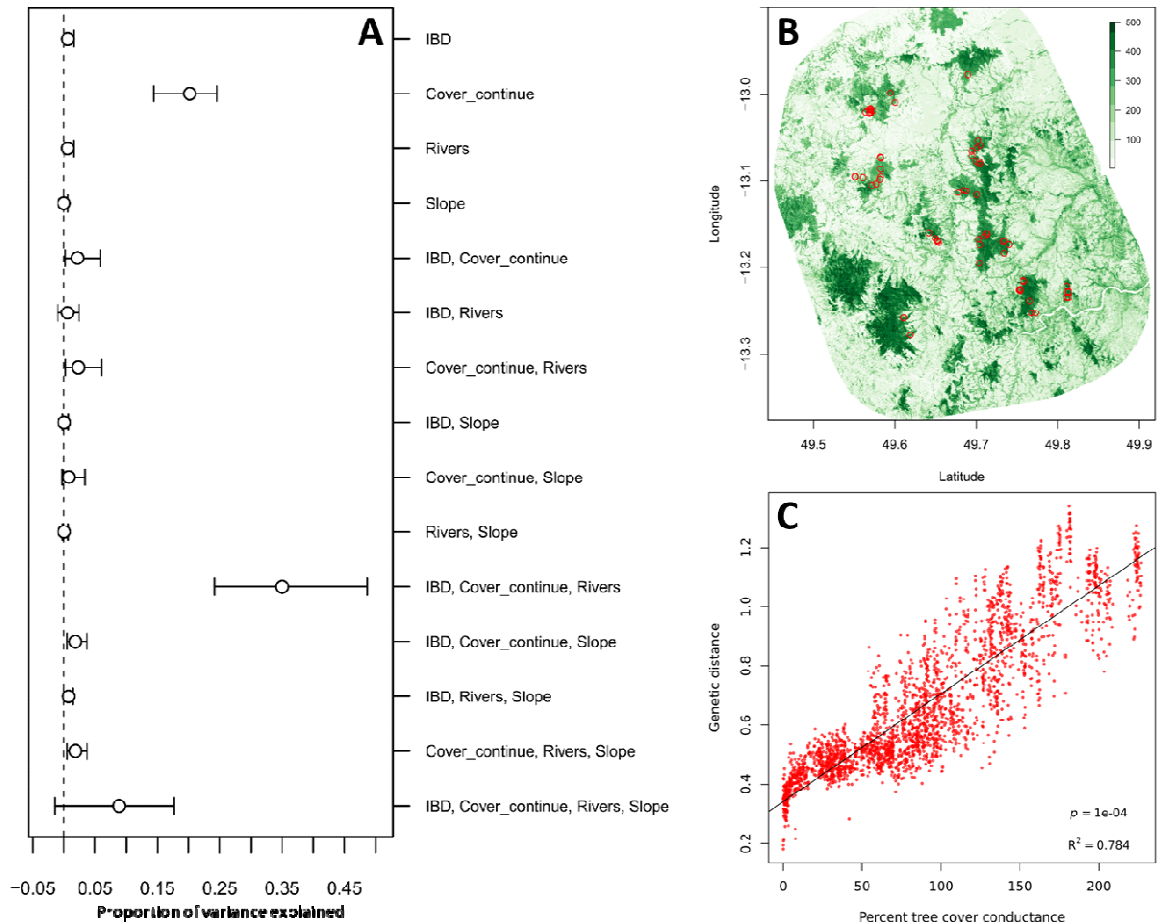 A
IBD
Cover_continue
Rivers
Slope
IBD, Cover_continue
IBD, Rivers
Cover_continue, Rivers
IBD, Slope
Cover_continue, Slope
Rivers, Slope
IBD, Cover_continue, Rivers
IBD, Cover_continue, Slope
IBD, Rivers, Slope
Cover_continue, Rivers, Slope
IBD, Cover_continue, Rivers, Slope
−0.05 0.05 0.15 0.25 0.35 0.45
Proportion of variance explained
B
600
400
300
200
100
−13.0
−13.1
−13.2
−13.3
Longitude
49.5 49.6 49.7 49.8 49.9
Latitude
C
1.2
1.0
0.8
0.6
0.4
0.2
Genetic distance
p = 1e-04
R² = 0.784
0 50 100 150 200
Percent tree cover conductance